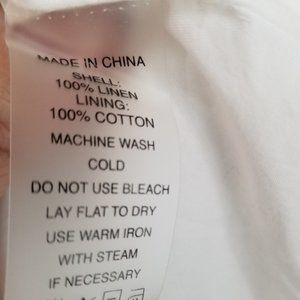 MADE IN CHINA
SHELL:
100% LINEN
LINING:
100% COTTON
MACHINE WASH
COLD
DO NOT USE BLEACH
LAY FLAT TO DRY
USE WARM IRON
WITH STEAM
IF NECESSARY